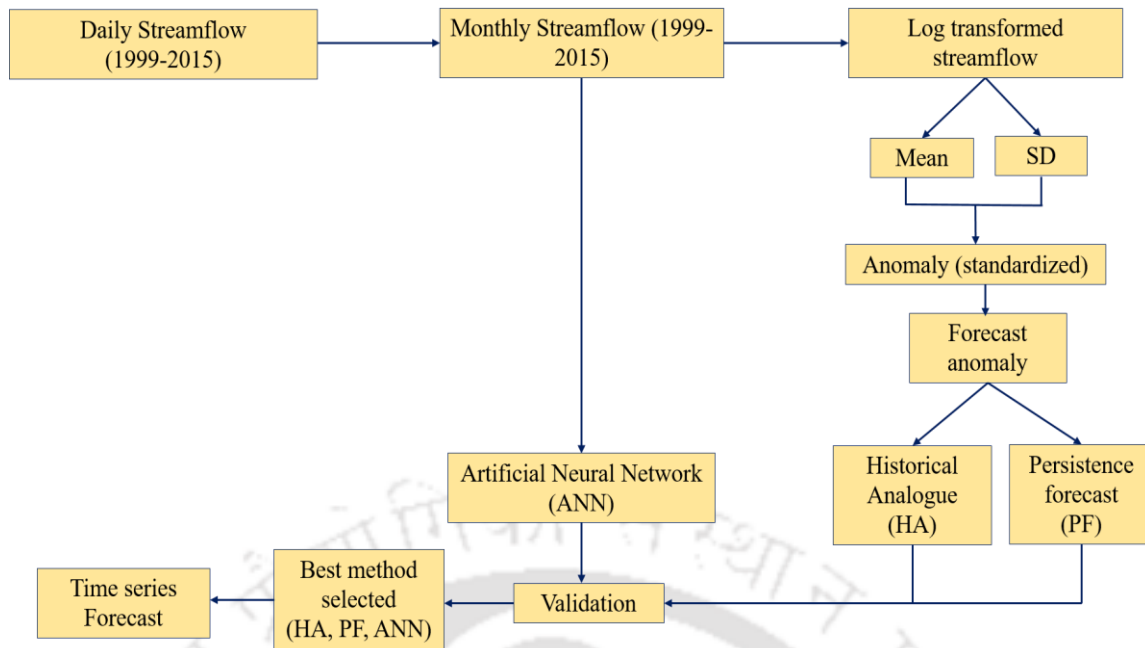 Daily Streamflow
(1999-2015)
Monthly Streamflow (1999-
2015)
Log transformed
streamflow
Mean
SD
Anomaly (standardized)
Forecast
anomaly
Historical
Analogue
(HA)
Persistence
forecast
(PF)
Artificial Neural Network
(ANN)
Validation
Best method
selected
(HA, PF, ANN)
Time series
Forecast